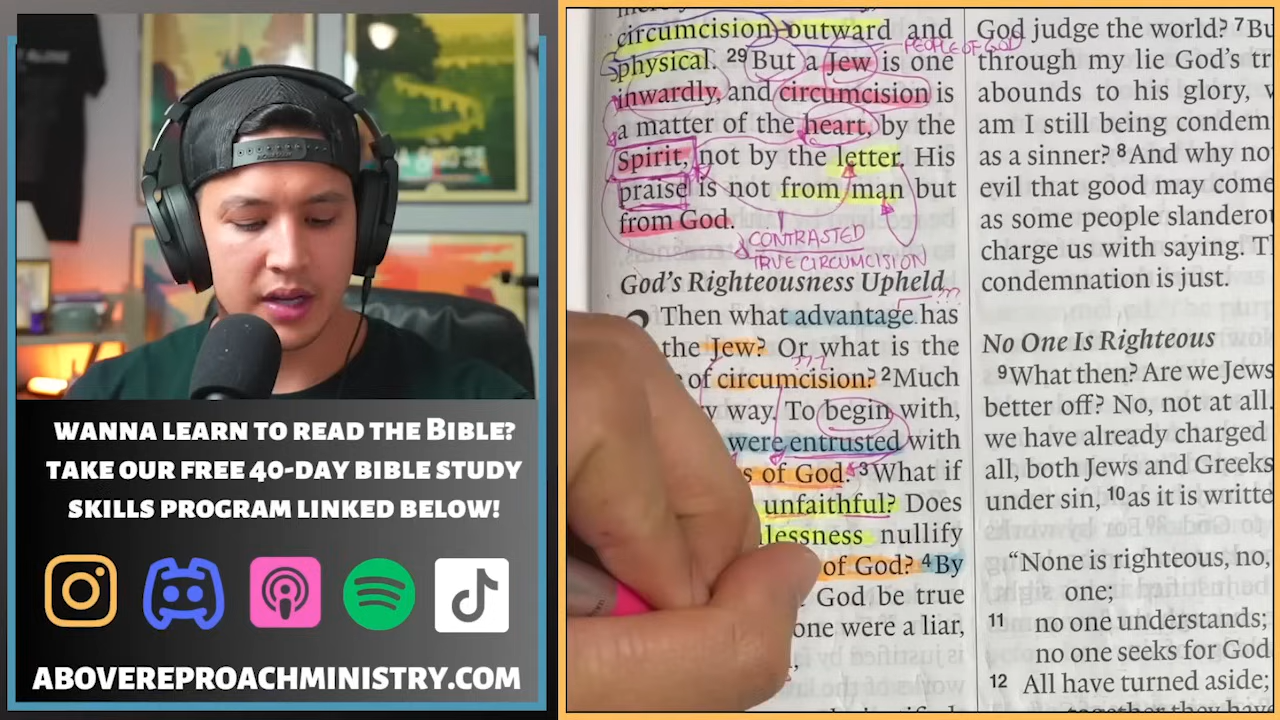 WANNA LEARN TO READ THE BIBLE?
TAKE OUR FREE 40-DAY BIBLE STUDY
SKILLS PROGRAM LINKED BELOW!
ABOVEREPROACHMINISTRY.COM
circumcision outward and
physical. 29 But a Jew is one
PEOPLE OF GOD
inwardly, and circumcision is
a matter of the heart, by the
Spirit, not by the letter. His
praise is not from man but
from God.
CONTRASTED
TRUE CIRCUMCISION
God's Righteousness Upheld
???
Then what advantage has
the Jew? Or what is the
???
of circumcision? 2 Much
way. To begin with,
were entrusted with
of God. 3 What if
unfaithful? Does
lessness nullify
of God? 4 By
God be true
one were a liar,
God judge the world? 7 Bu
through my lie God's tr
abounds to his glory, w
am I still being condem
as a sinner? 8 And why no
evil that good may come
as some people slandero
charge us with saying. T
condemnation is just.
No One Is Righteous
9 What then? Are we Jews
better off? No, not at all.
we have already charged
all, both Jews and Greeks
under sin, 10 as it is writte
"None is righteous, no,
one;
11 no one understands;
no one seeks for God
12 All have turned aside;
together they have